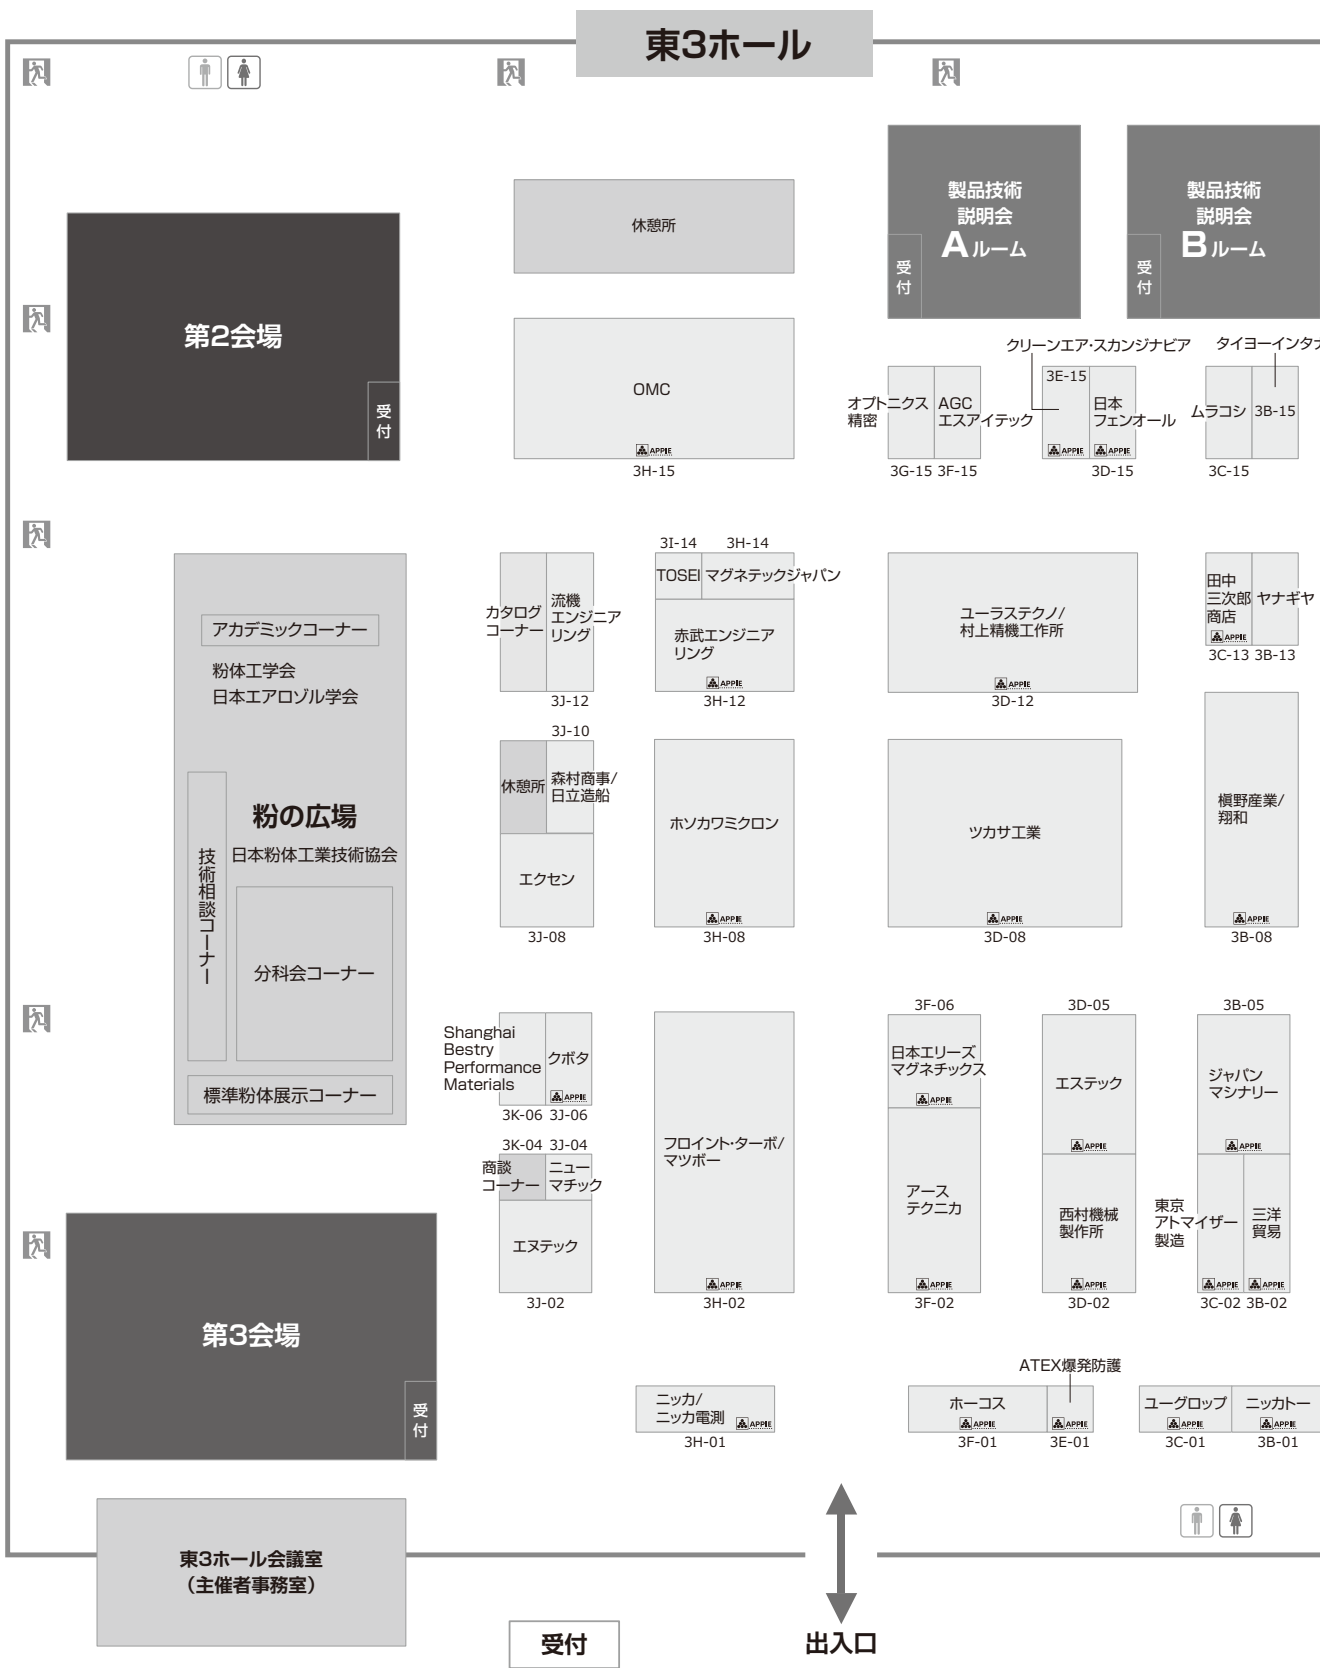 東3ホール
製品技術
説明会
Aルーム
受付
製品技術
説明会
Bルーム
受付
休憩所
第2会場
受付
OMC
APPIE
3H-15
クリーンエア・スカンジナビア
タイヨーインタナ
オプトニクス
精密
3G-15
AGC
エスアイテック
3F-15
3E-15
APPIE
日本
フェンオール
APPIE
3D-15
ムラコシ
3C-15
3B-15
アカデミックコーナー
粉体工学会
日本エアロゾル学会
粉の広場
日本粉体工業技術協会
技術相談コーナー
分科会コーナー
標準粉体展示コーナー
カタログ
コーナー
流機
エンジニア
リング
3J-12
3I-14
TOSEI
3H-14
マグネテックジャパン
赤武エンジニア
リング
APPIE
3H-12
ユーラステクノ/
村上精機工作所
APPIE
3D-12
田中
三次郎
商店
APPIE
3C-13
ヤナギヤ
3B-13
3J-10
休憩所
森村商事/
日立造船
エクセン
3J-08
ホソカワミクロン
APPIE
3H-08
ツカサ工業
APPIE
3D-08
槇野産業/
翔和
APPIE
3B-08
Shanghai
Bestry
Performance
Materials
3K-06
クボタ
APPIE
3J-06
3K-04
商談
コーナー
3J-04
ニュー
マチック
エヌテック
3J-02
フロイント・ターボ/
マツボー
APPIE
3H-02
3F-06
日本エリーズ
マグネチックス
APPIE
アース
テクニカ
APPIE
3F-02
3D-05
エステック
APPIE
西村機械
製作所
APPIE
3D-02
3B-05
ジャパン
マシナリー
APPIE
東京
アトマイザー
製造
APPIE
3C-02
三洋
貿易
APPIE
3B-02
第3会場
受付
ニッカ/
ニッカ電測
APPIE
3H-01
ATEX爆発防護
ホーコス
APPIE
3F-01
APPIE
3E-01
ユーグロップ
APPIE
3C-01
ニッカトー
APPIE
3B-01
東3ホール会議室
（主催者事務室）
受付
出入口